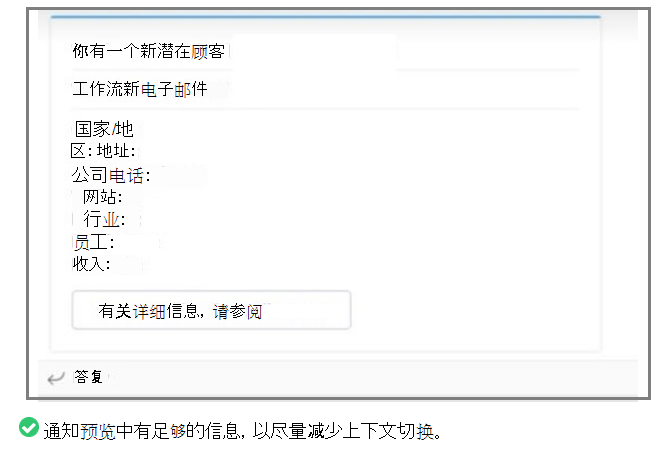 你有一个新潜在顾客
工作流新电子邮件
国家/地
区: 地址:
公司电话:
网站:
行业:
员工:
收入:
有关详细信息, 请参阅
答复
通知预览中有足够的信息, 以尽量减少上下文切换。